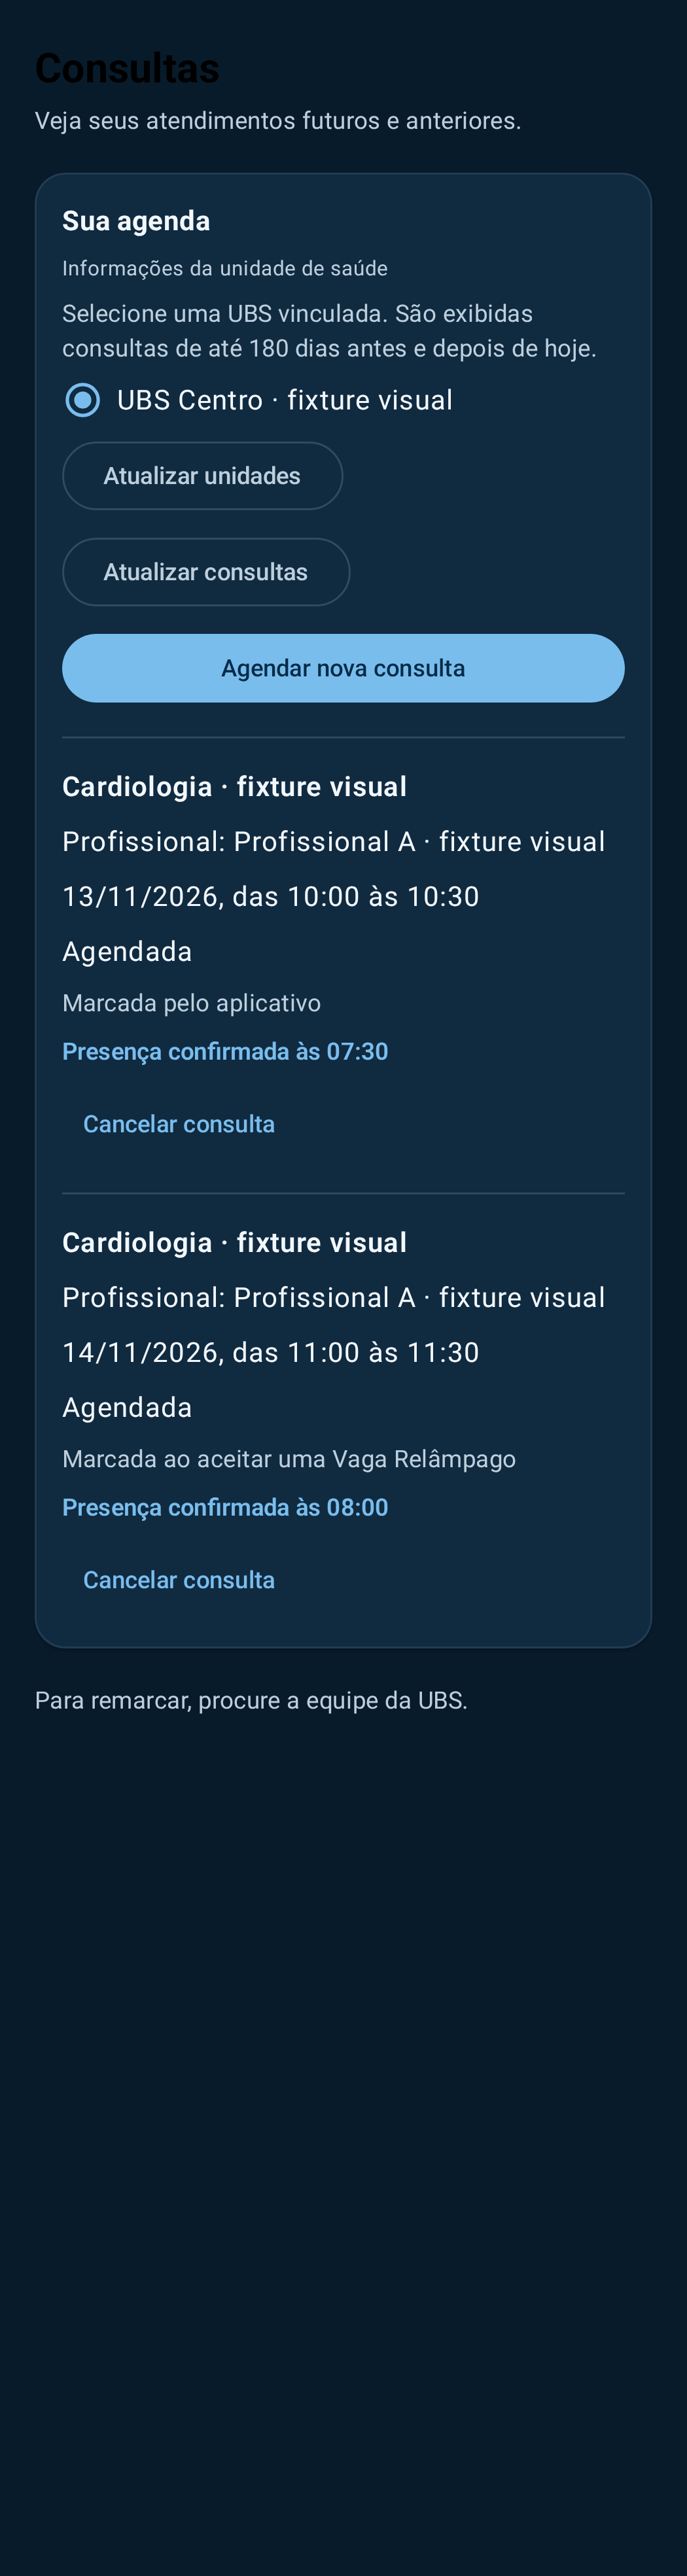 Consultas
Veja seus atendimentos futuros e anteriores.
Sua agenda
Informações da unidade de saúde
Selecione uma UBS vinculada. São exibidas
consultas de até 180 dias antes e depois de hoje.
UBS Centro · fixture visual
Atualizar unidades
Atualizar consultas
Agendar nova consulta
Cardiologia · fixture visual
Profissional: Profissional A · fixture visual
13/11/2026, das 10:00 às 10:30
Agendada
Marcada pelo aplicativo
Presença confirmada às 07:30
Cancelar consulta
Cardiologia · fixture visual
Profissional: Profissional A · fixture visual
14/11/2026, das 11:00 às 11:30
Agendada
Marcada ao aceitar uma Vaga Relâmpago
Presença confirmada às 08:00
Cancelar consulta
Para remarcar, procure a equipe da UBS.